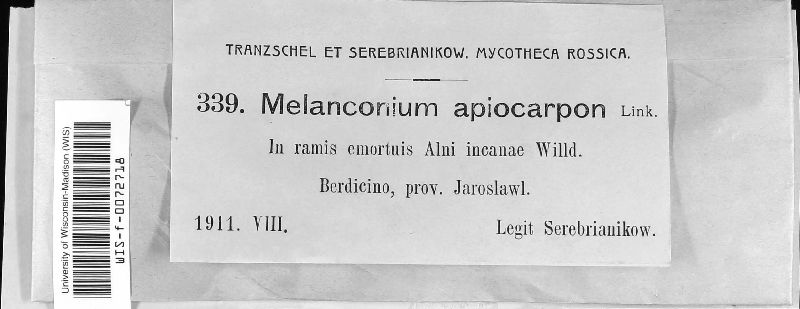 TRANZSCHEL ET SEREBRIANIKOW. MYCOTHECA ROSSICA.
339. Melanconium apiocarpon Link.
In ramis emortuis Alni incanae Willd.
Berdicino, prov. Jaroslawl.
1911. VIII. Legit Serebrianikow.
University of Wisconsin-Madison (WIS)
WIS-f-0072718